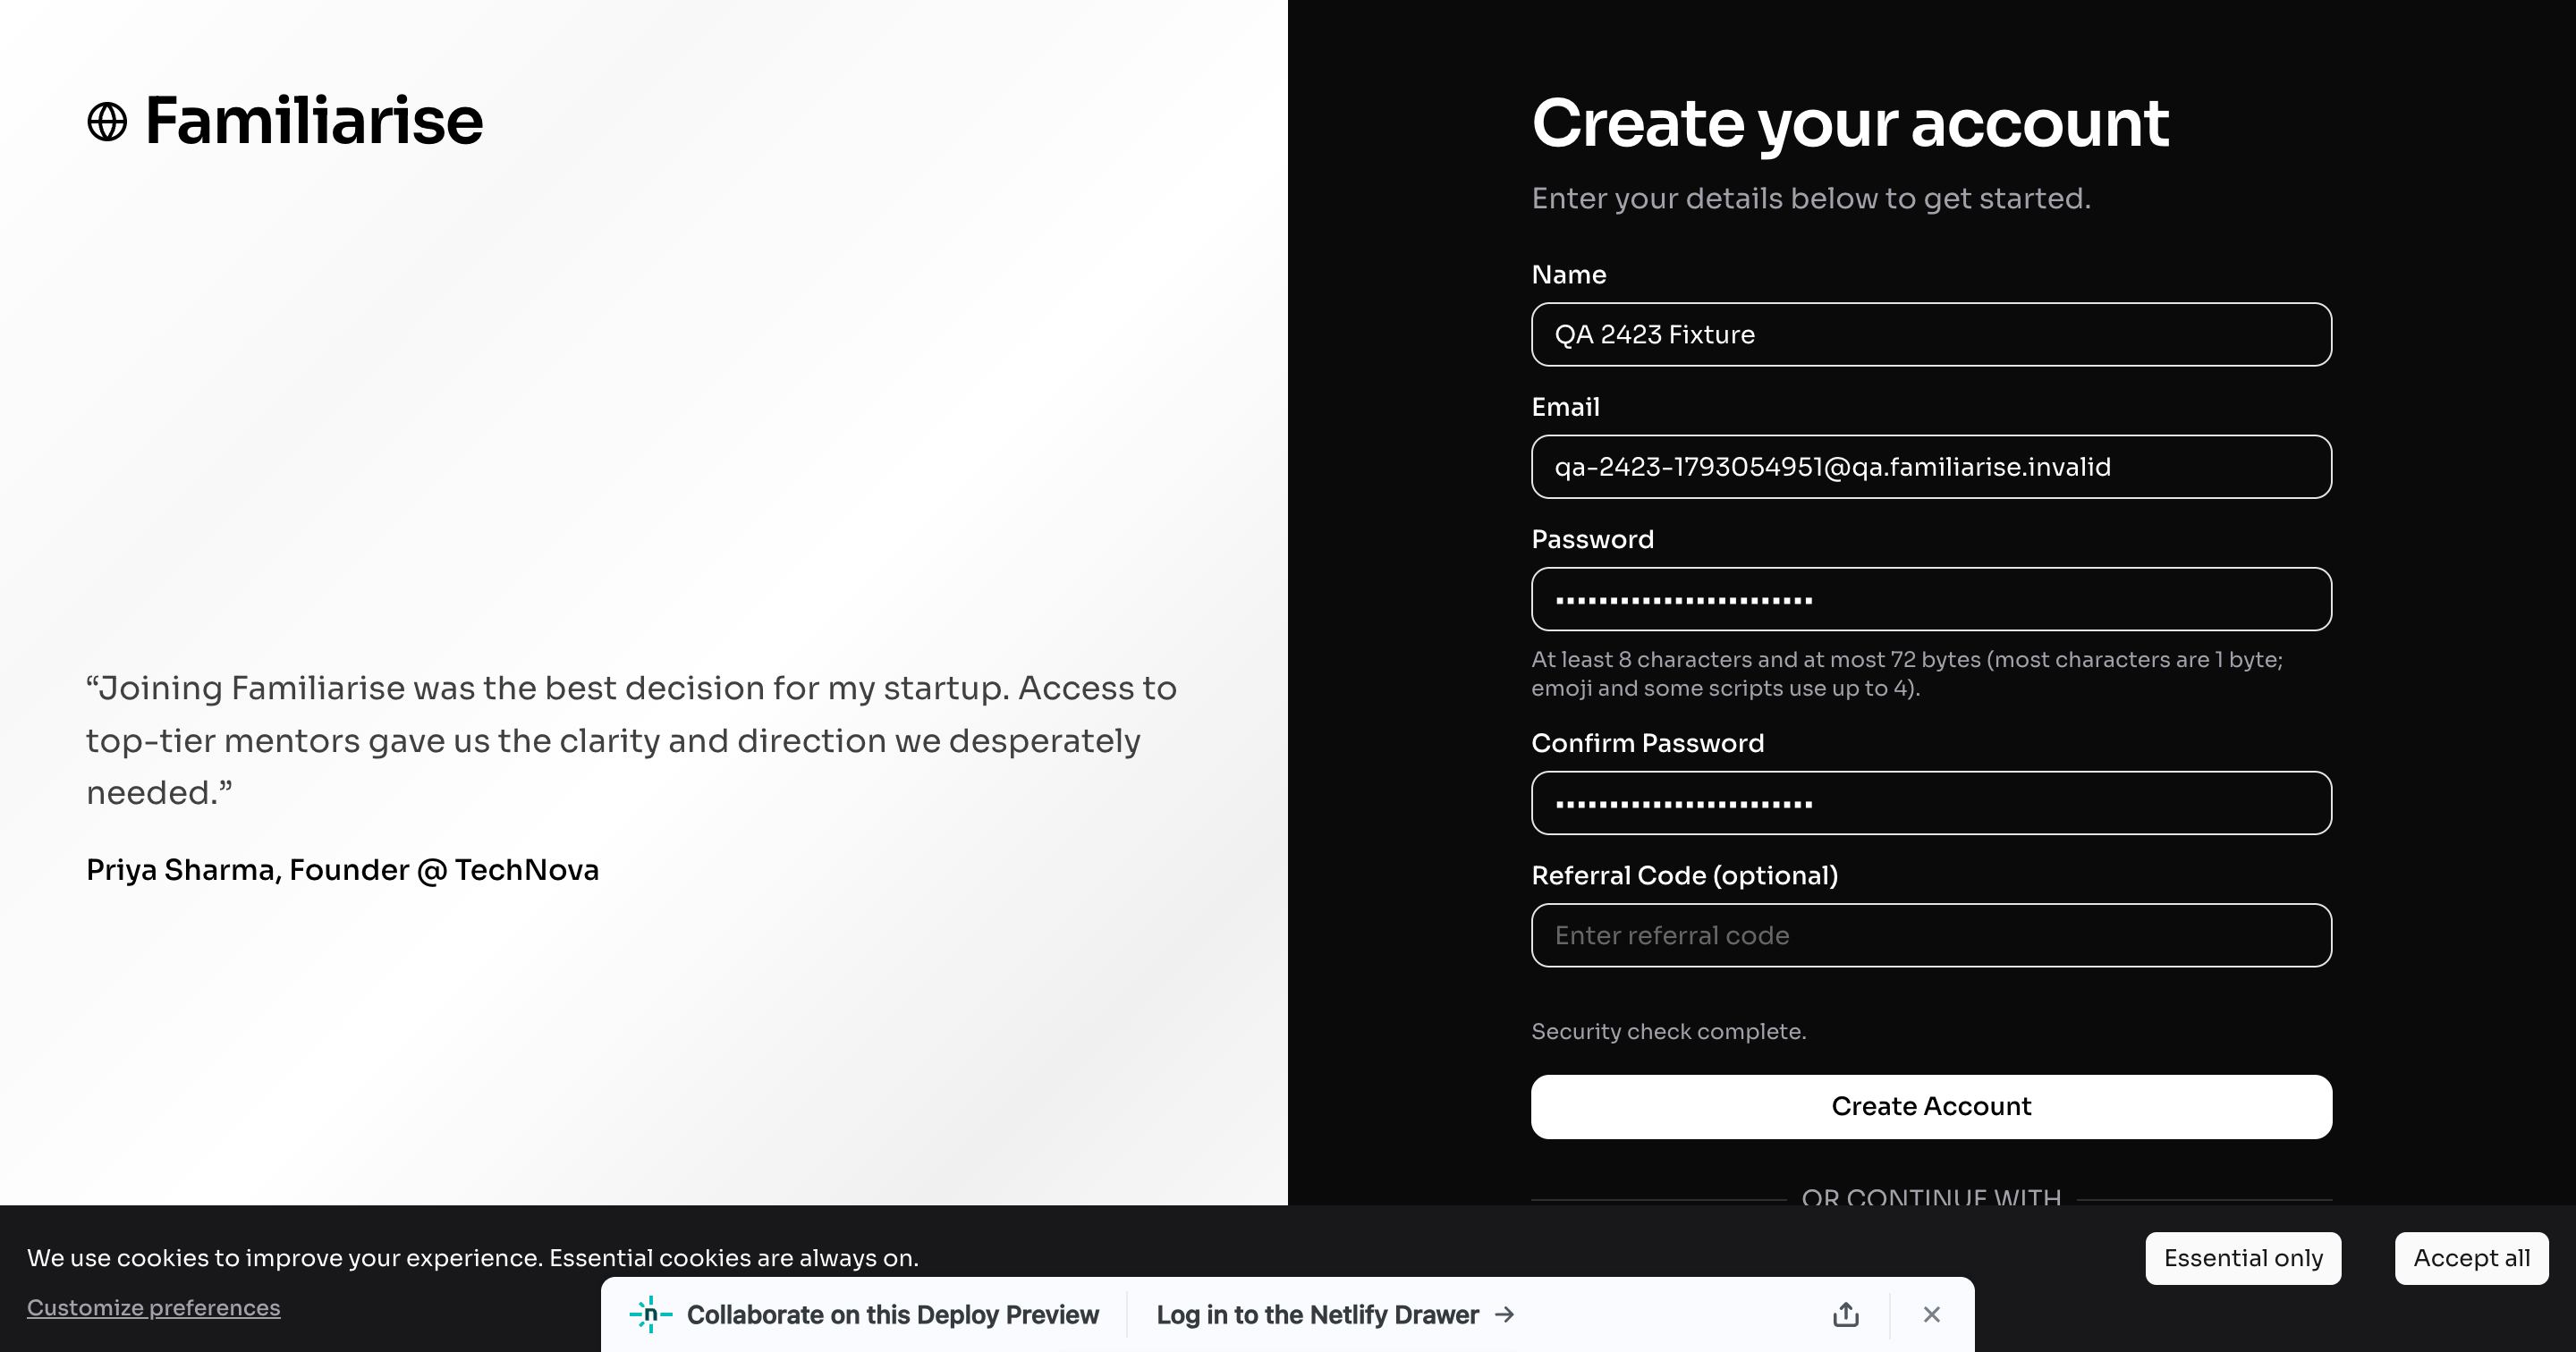 Familiarise
“Joining Familiarise was the best decision for my startup. Access to
top-tier mentors gave us the clarity and direction we desperately
needed.”
Priya Sharma, Founder @ TechNova
Create your account
Enter your details below to get started.
Name
QA 2423 Fixture
Email
qa-2423-1793054951@qa.familiarise.invalid
Password
At least 8 characters and at most 72 bytes (most characters are 1 byte;
emoji and some scripts use up to 4).
Confirm Password
Referral Code (optional)
Enter referral code
Security check complete.
Create Account
OR CONTINUE WITH
We use cookies to improve your experience. Essential cookies are always on.
Customize preferences
Essential only
Accept all
Collaborate on this Deploy Preview
Log in to the Netlify Drawer →